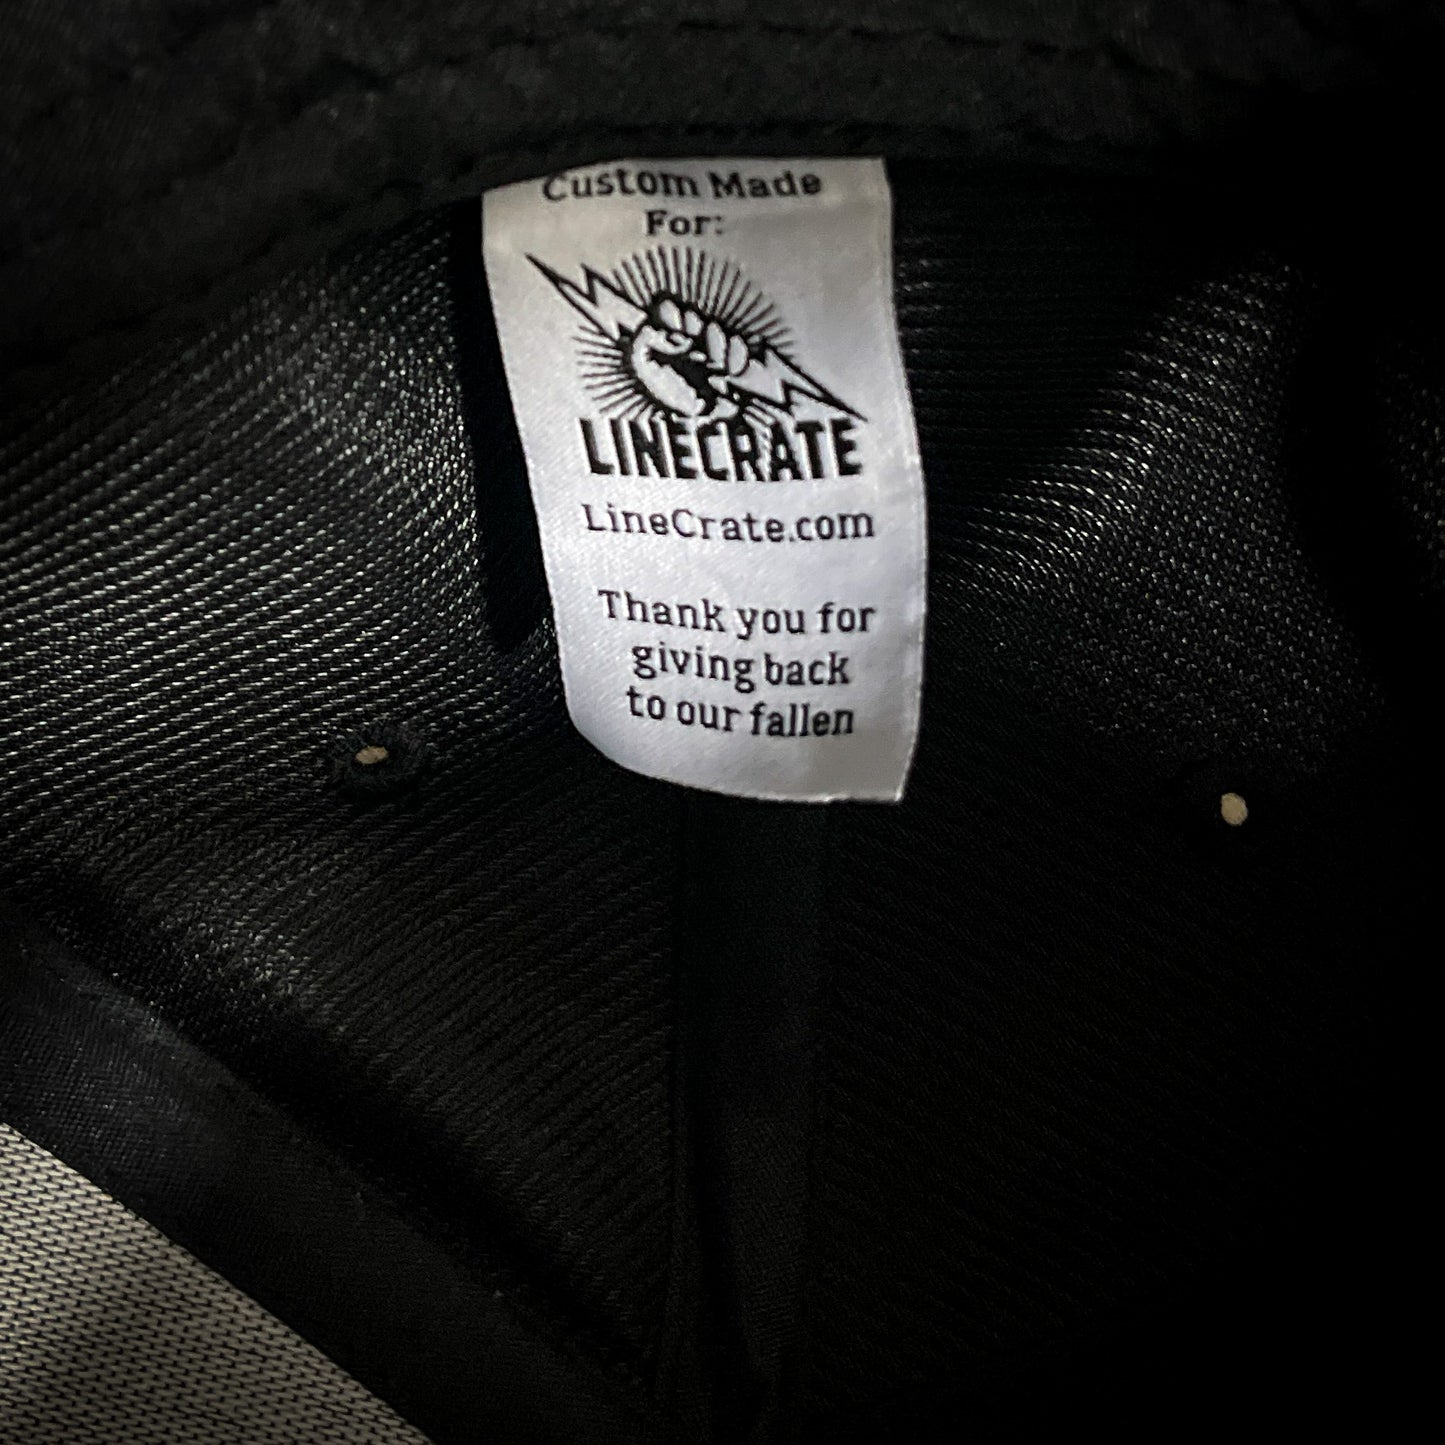 Custom Made
For:
LINECRATE
LineCrate.com
Thank you for
giving back
to our fallen